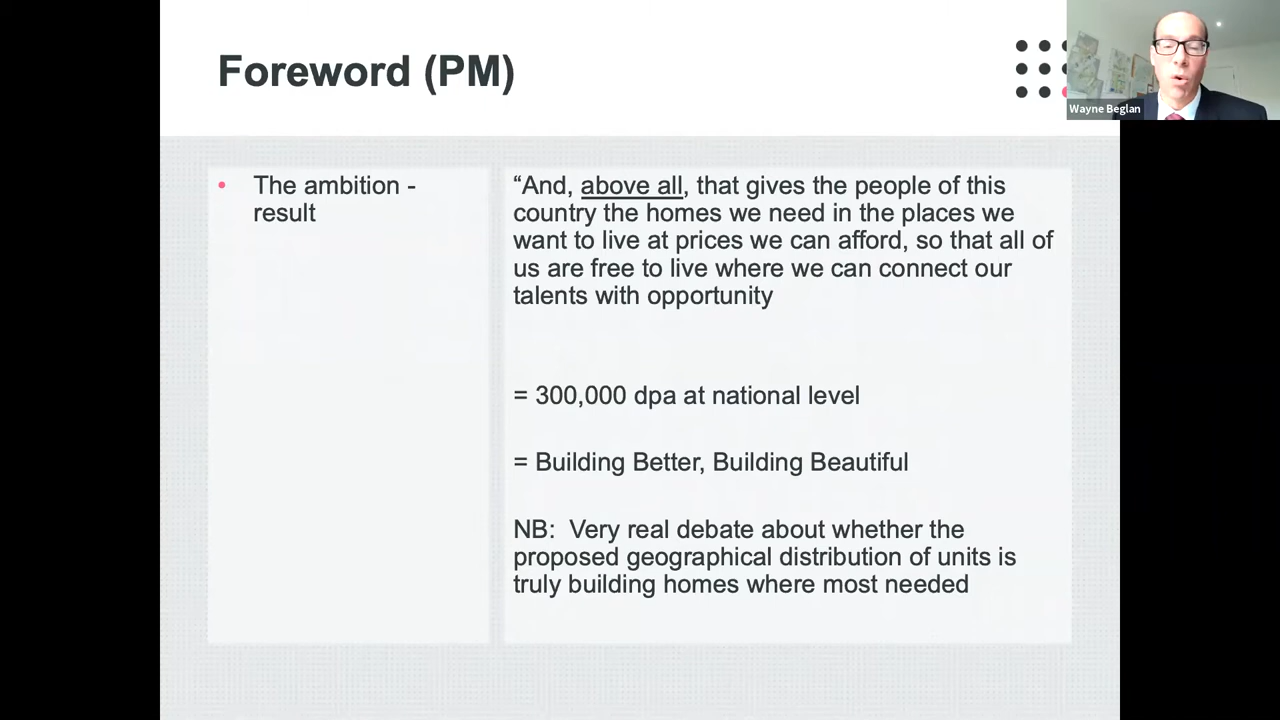 Foreword (PM)
Wayne Beglan
• The ambition -
result
“And, above all, that gives the people of this
country the homes we need in the places we
want to live at prices we can afford, so that all of
us are free to live where we can connect our
talents with opportunity
= 300,000 dpa at national level
= Building Better, Building Beautiful
NB: Very real debate about whether the
proposed geographical distribution of units is
truly building homes where most needed